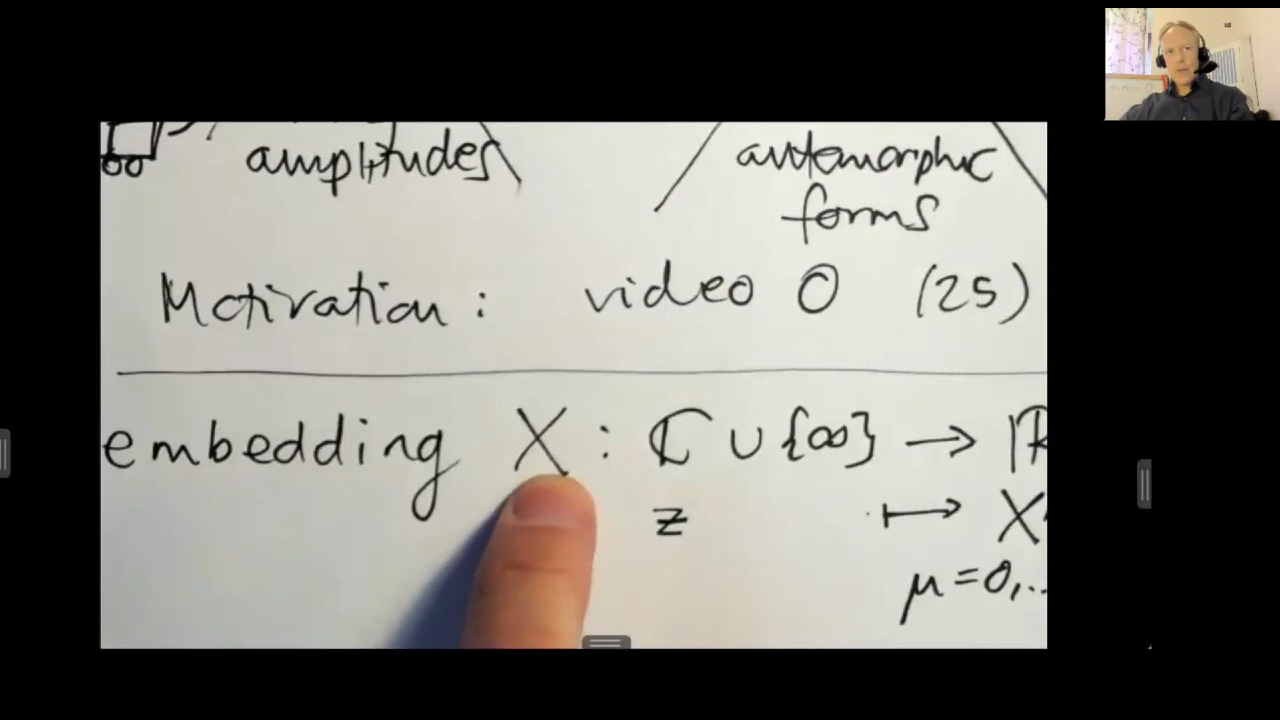 amplitudes automorphic
forms
Motivation: video 0 (25)
embedding X : ℂ ∪ {∞} → ℝ
z ↦ X
μ = 0,..